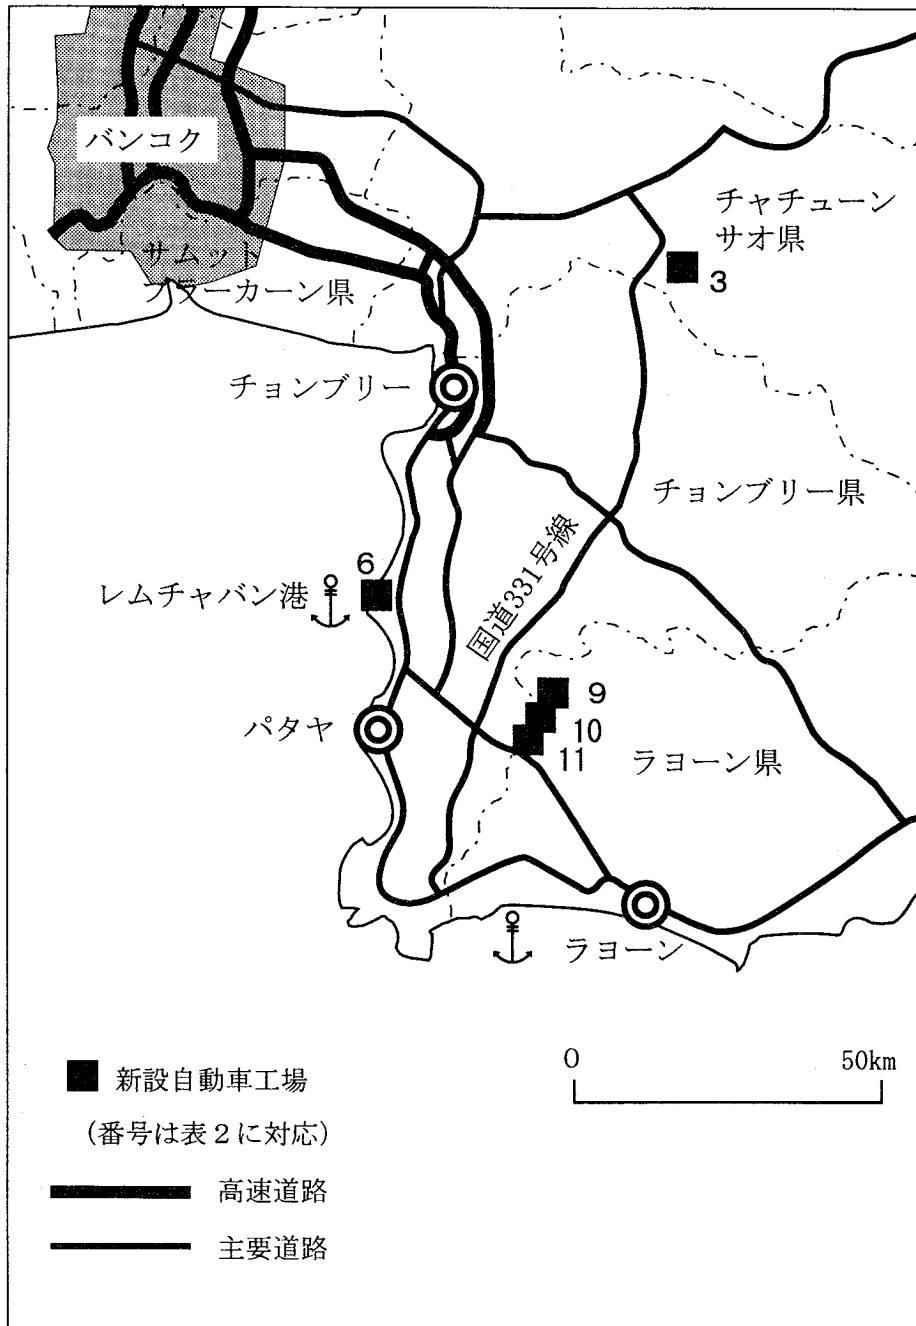 バンコク
サムット
プラーカーン県
チャチューン
サオ県
3
チョンブリー
チョンブリー県
国道331号線
6
レムチャバン港
9
10
11
パタヤ
ラヨーン県
ラヨーン
新設自動車工場
(番号は表2に対応)
高速道路
主要道路
0
50km